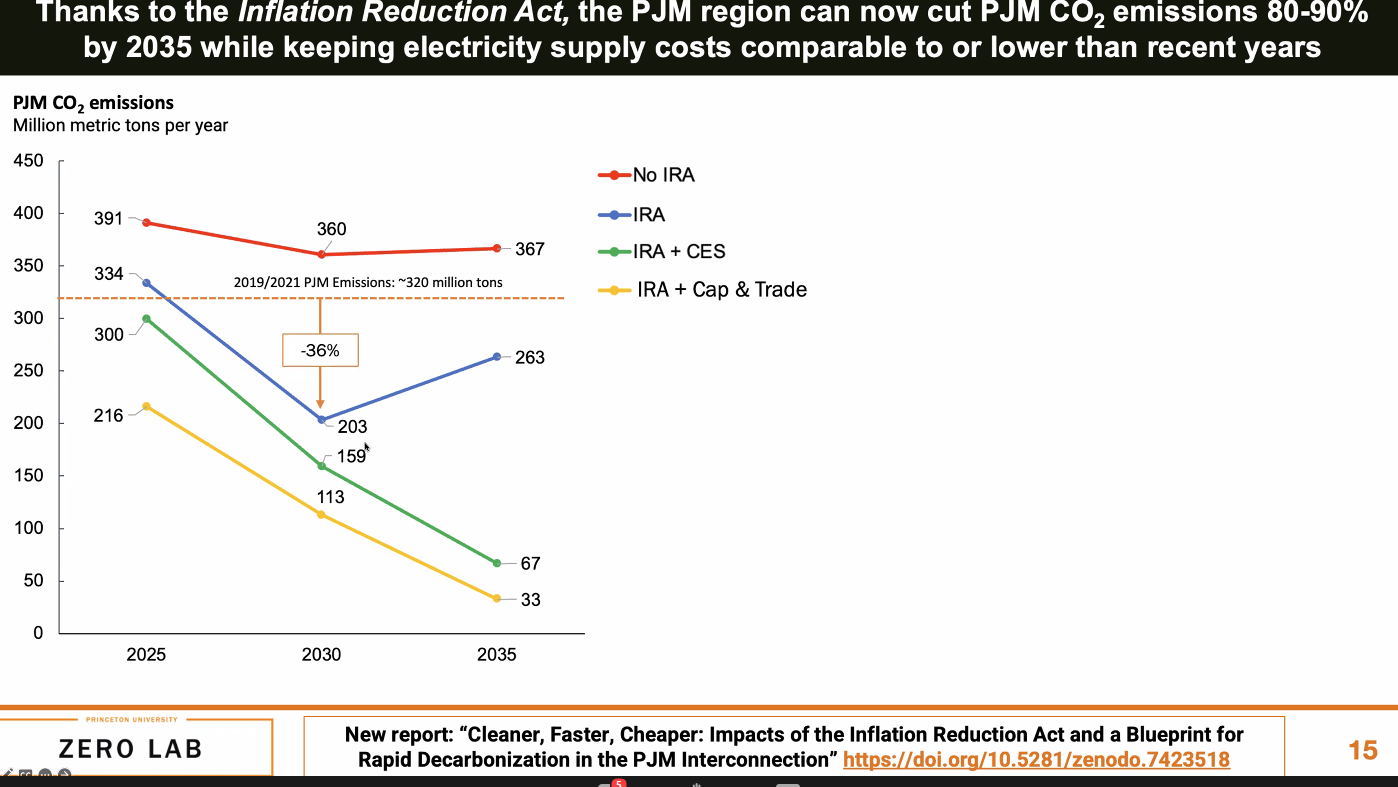 Thanks to the Inflation Reduction Act, the PJM region can now cut PJM CO₂ emissions 80-90%
by 2035 while keeping electricity supply costs comparable to or lower than recent years
PJM CO₂ emissions
Million metric tons per year
450
400
350
300
250
200
150
100
50
0
2025
2030
2035
391
360
367
334
2019/2021 PJM Emissions: ~320 million tons
300
-36%
263
216
203
159
113
67
33
No IRA
IRA
IRA + CES
IRA + Cap & Trade
PRINCETON UNIVERSITY
ZERO LAB
New report: “Cleaner, Faster, Cheaper: Impacts of the Inflation Reduction Act and a Blueprint for
Rapid Decarbonization in the PJM Interconnection” https://doi.org/10.5281/zenodo.7423518
15
5